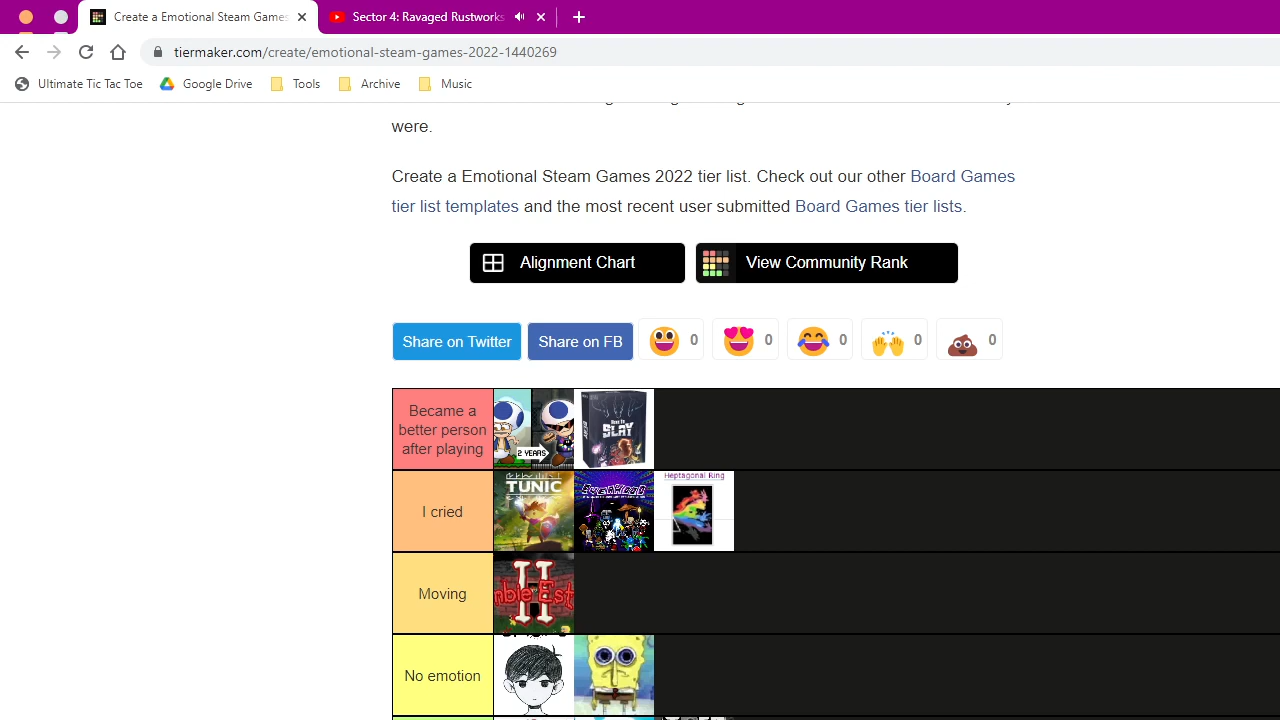 Create a Emotional Steam Games
Sector 4: Ravaged Rustworks
tiermaker.com/create/emotional-steam-games-2022-1440269
Ultimate Tic Tac Toe
Google Drive
Tools
Archive
Music
were.
Create a Emotional Steam Games 2022 tier list. Check out our other Board Games
tier list templates and the most recent user submitted Board Games tier lists.
Alignment Chart
View Community Rank
Share on Twitter
Share on FB
0
0
0
0
0
Became a
better person
after playing
2 YEARS
SLAY
I cried
TUNIC
EVERHOOD
Heptagonal Ring
Moving
II
No emotion